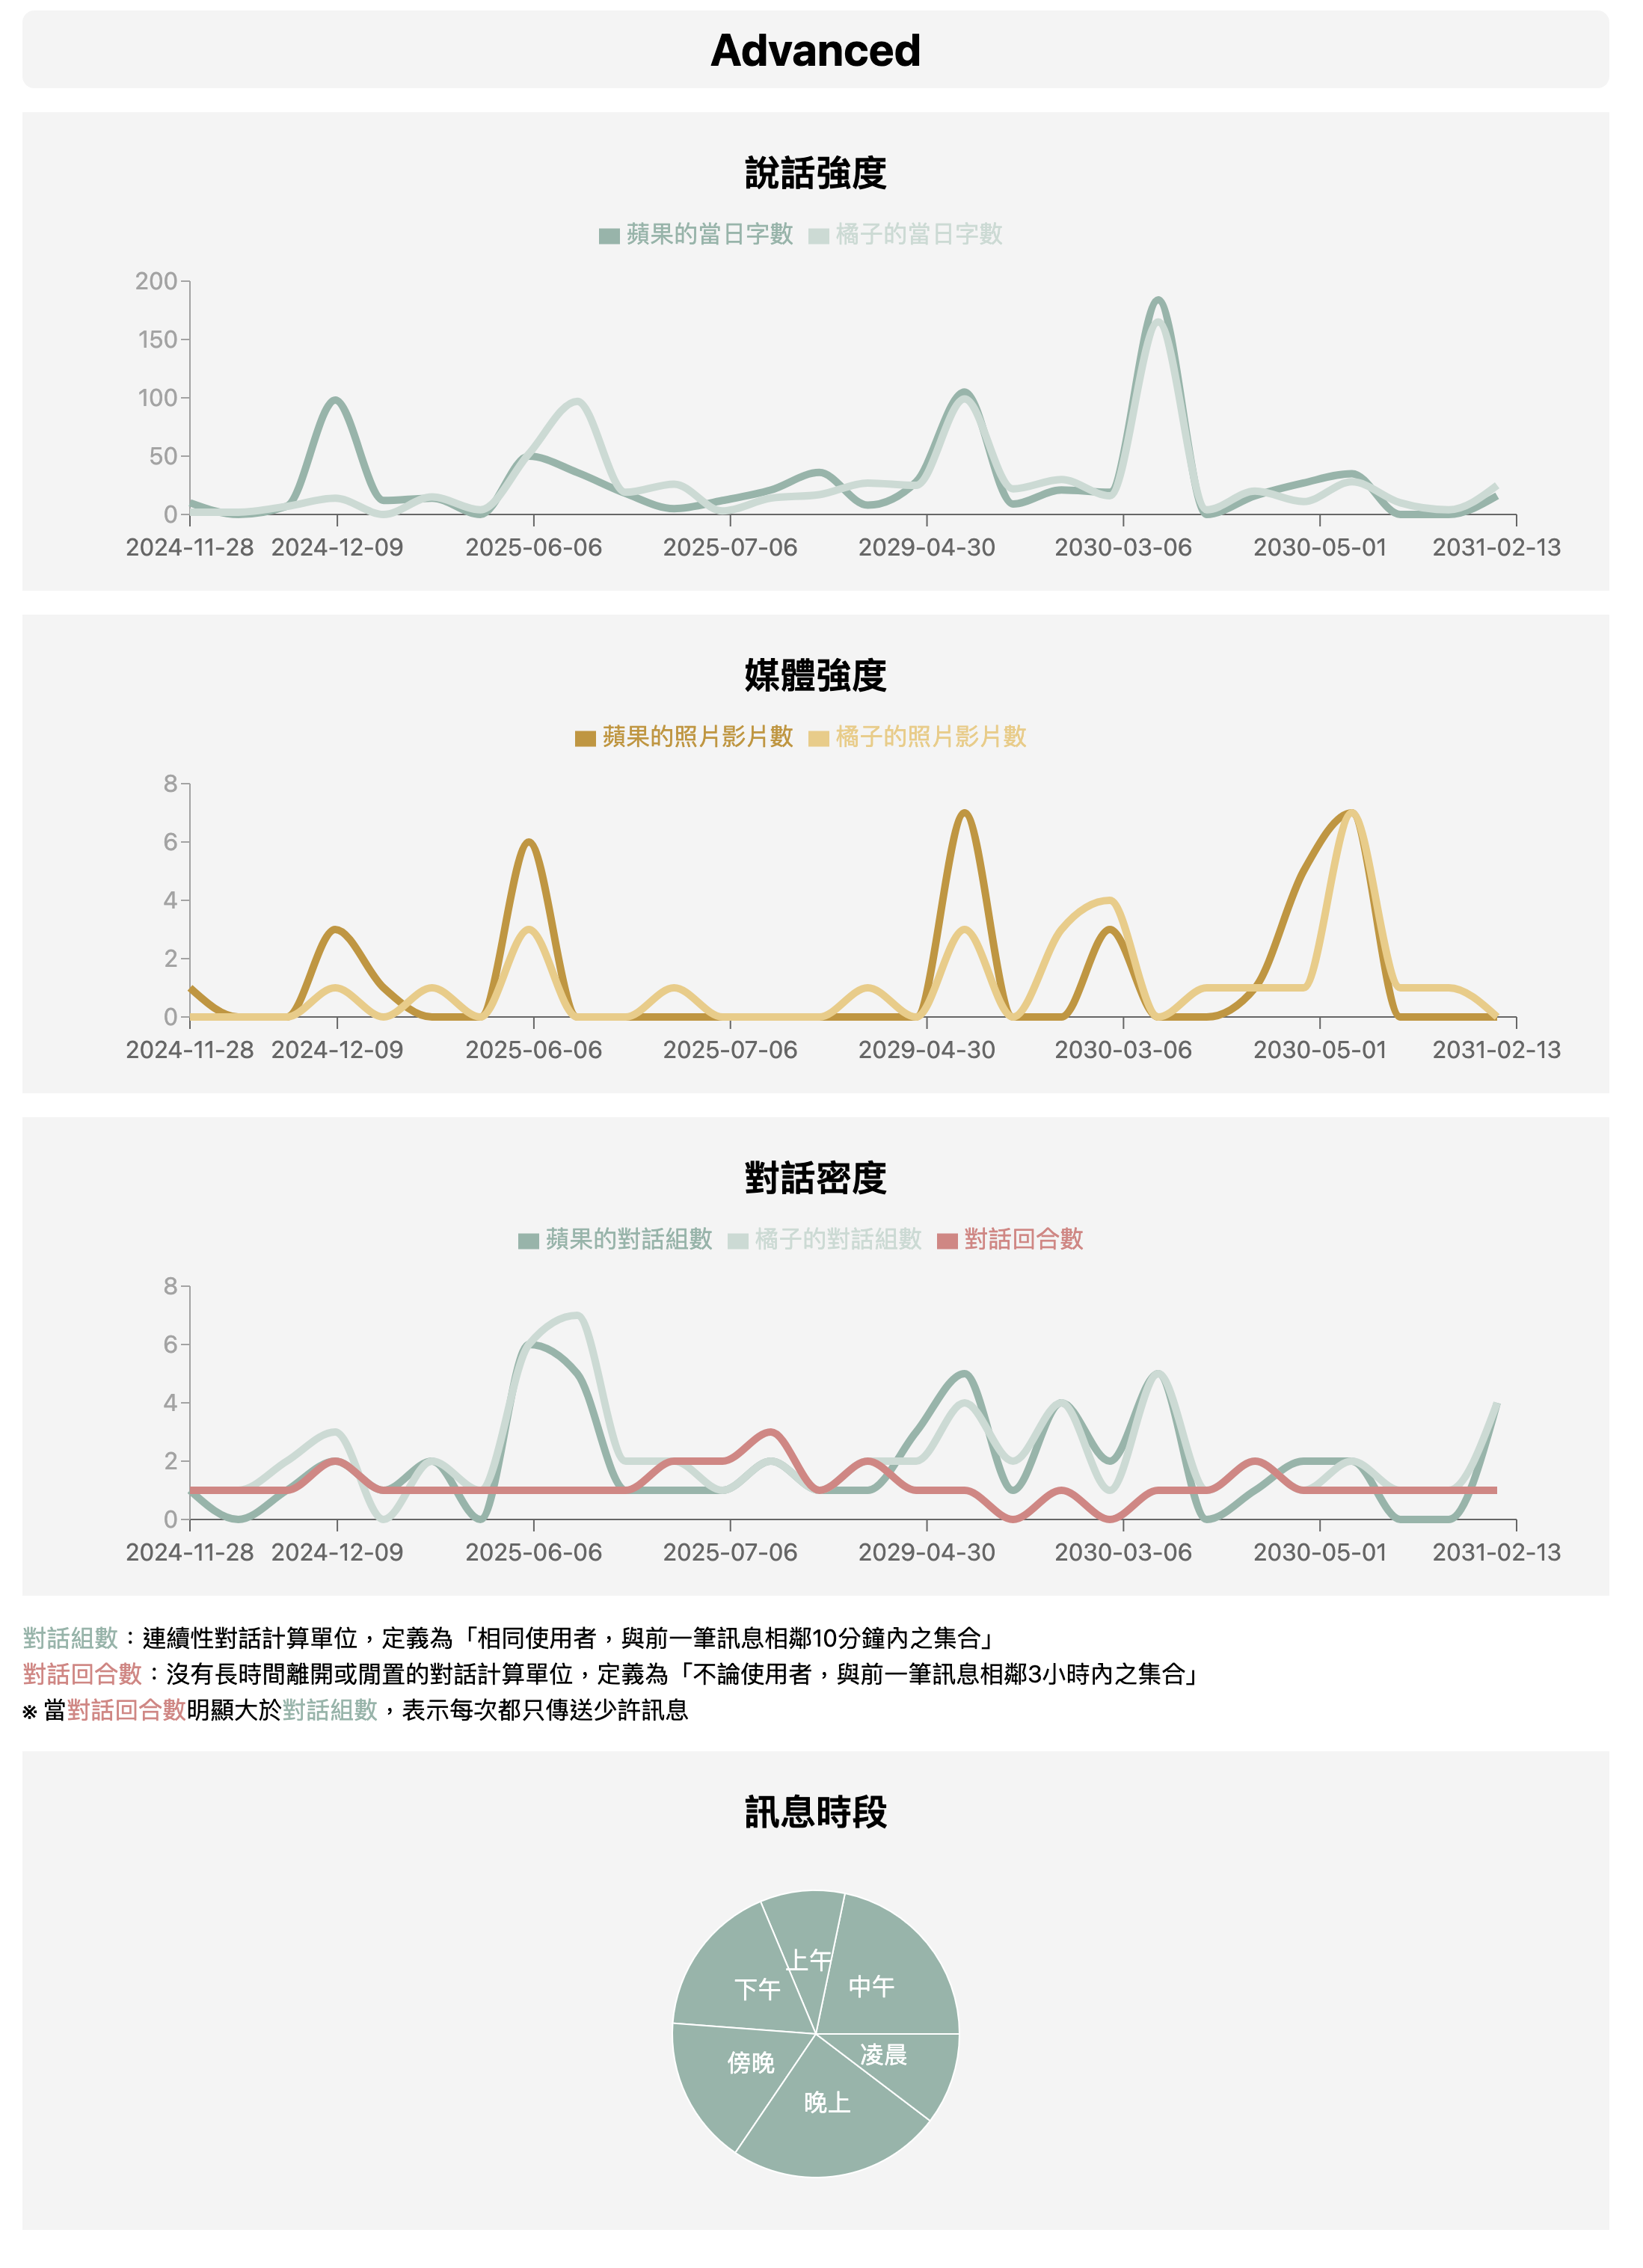 Advanced
說話強度
蘋果的當日字數 橘子的當日字數
200
150
100
50
0
2024-11-28 2024-12-09 2025-06-06 2025-07-06 2029-04-30 2030-03-06 2030-05-01 2031-02-13
媒體強度
蘋果的照片影片數 橘子的照片影片數
8
6
4
2
0
2024-11-28 2024-12-09 2025-06-06 2025-07-06 2029-04-30 2030-03-06 2030-05-01 2031-02-13
對話密度
蘋果的對話組數 橘子的對話組數 對話回合數
8
6
4
2
0
2024-11-28 2024-12-09 2025-06-06 2025-07-06 2029-04-30 2030-03-06 2030-05-01 2031-02-13
對話組數：連續性對話計算單位，定義為「相同使用者，與前一筆訊息相鄰10分鐘內之集合」
對話回合數：沒有長時間離開或閒置的對話計算單位，定義為「不論使用者，與前一筆訊息相鄰3小時內之集合」
※ 當對話回合數明顯大於對話組數，表示每次都只傳送少許訊息
訊息時段
上午
中午
下午
凌晨
傍晚
晚上